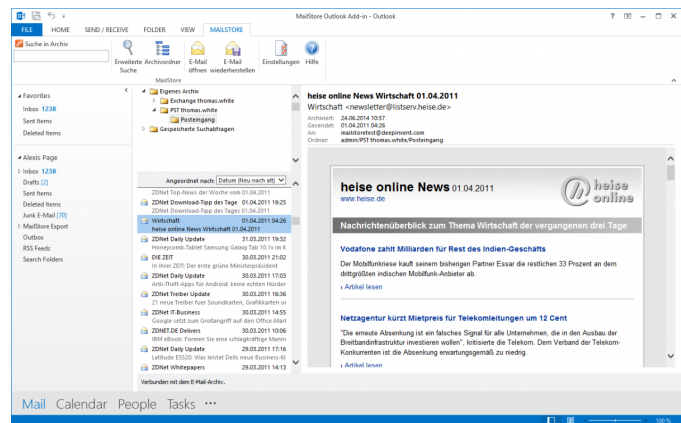 MailStore Outlook Add-in - Outlook
FILE HOME SEND / RECEIVE FOLDER VIEW MAILSTORE
Suche in Archiv
Erweiterte Suche
Archivordner
E-Mail öffnen
E-Mail wiederherstellen
Einstellungen
Hilfe
MailStore
Favorites
Inbox 1238
Sent Items
Deleted Items
Alexis Page
Inbox 1238
Drafts [2]
Sent Items
Deleted Items
Junk E-Mail [70]
MailStore Export
Outbox
RSS Feeds
Search Folders
Eigenes Archiv
Exchange thomas.white
PST thomas.white
Posteingang
Gespeicherte Suchabfragen
Angeordnet nach: Datum (Neu nach alt)
ZDNet Top-News der Woche vom 01.04.2011
ZDNet Download-Tipp des Tage 01.04.2011 19:25
ZDNet Download-Tipp des Tages 01.04.2011
Wirtschaft 01.04.2011 04:26
heise online News Wirtschaft 01.04.2011
ZDNet Daily Update 31.03.2011 19:32
Honeycomb-Tablet Samsung Galaxy Tab 10.1v im K
DIE ZEIT 30.03.2011 21:02
In Ihrer ZEIT: Der erste grüne Ministerpräsident
ZDNet Daily Update 30.03.2011 17:03
Anti-Theft-Apps für Android: keine echten Hürder
ZDNet Treiber Update 30.03.2011 16:36
21 neue Treiber fuer Soundkarten, Grafikkarten ur
ZDNet IT-Business 30.03.2011 14:55
Google setzt zum Großangriff auf den Office-Mark
ZDNET.DE Delivers 30.03.2011 10:06
IBM eBook: Formen Sie eine schlagkräftige Manns
ZDNet Daily Update 29.03.2011 17:16
Latitude E5520: Was leistet Dells neue Business-Kl
ZDNet Whitepapers 29.03.2011 14:13
Verbunden mit dem E-Mail-Archiv.
heise online News Wirtschaft 01.04.2011
Wirtschaft <newsletter@listserv.heise.de>
Archiviert: 24.06.2014 10:57
Gesendet: 01.04.2011 04:26
An: mailstoretest@deepinvent.com
Ordner: admin/PST thomas.white/Posteingang
heise online News 01.04.2011
www.heise.de
heise online
Nachrichtenüberblick zum Thema Wirtschaft der vergangenen drei Tage
Vodafone zahlt Milliarden für Rest des Indien-Geschäfts
Der Mobilfunkriese kauft seinem bisherigen Partner Essar die restlichen 33 Prozent an dem
drittgrößten indischen Mobilfunk-Anbieter ab.
› Artikel lesen
Netzagentur kürzt Mietpreis für Telekomleitungen um 12 Cent
"Die erneute Absenkung ist ein falsches Signal für alle Unternehmen, die in den Ausbau der
Breitbandinfrastruktur investieren wollen", kritisierte die Telekom. Dem Verband der Telekom-
Konkurrenten ist die Absenkung erwartungsgemäß zu niedrig.
› Artikel lesen
Mail Calendar People Tasks •••
100 %